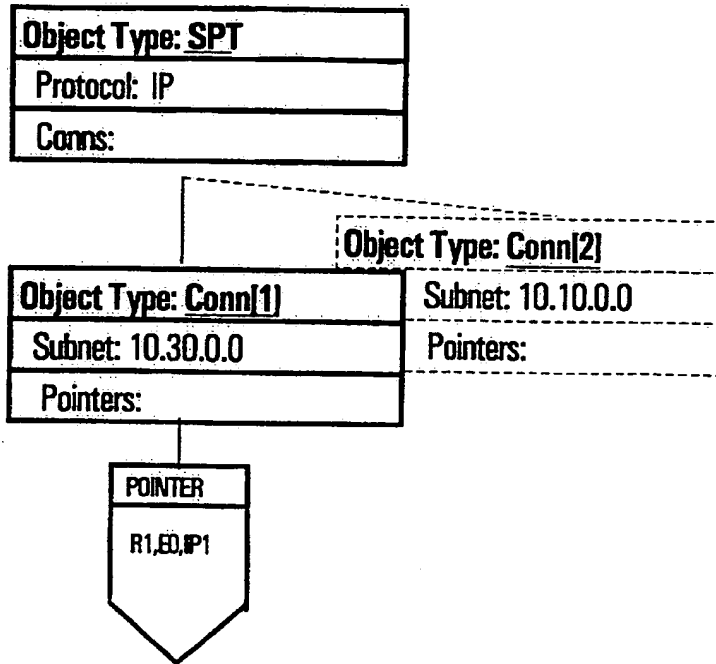 Object Type: SPT
Protocol: IP
Conns:
Object Type: Conn[2]
Subnet: 10.10.0.0
Pointers:
Object Type: Conn[1]
Subnet: 10.30.0.0
Pointers:
POINTER
R1,E0,IP1